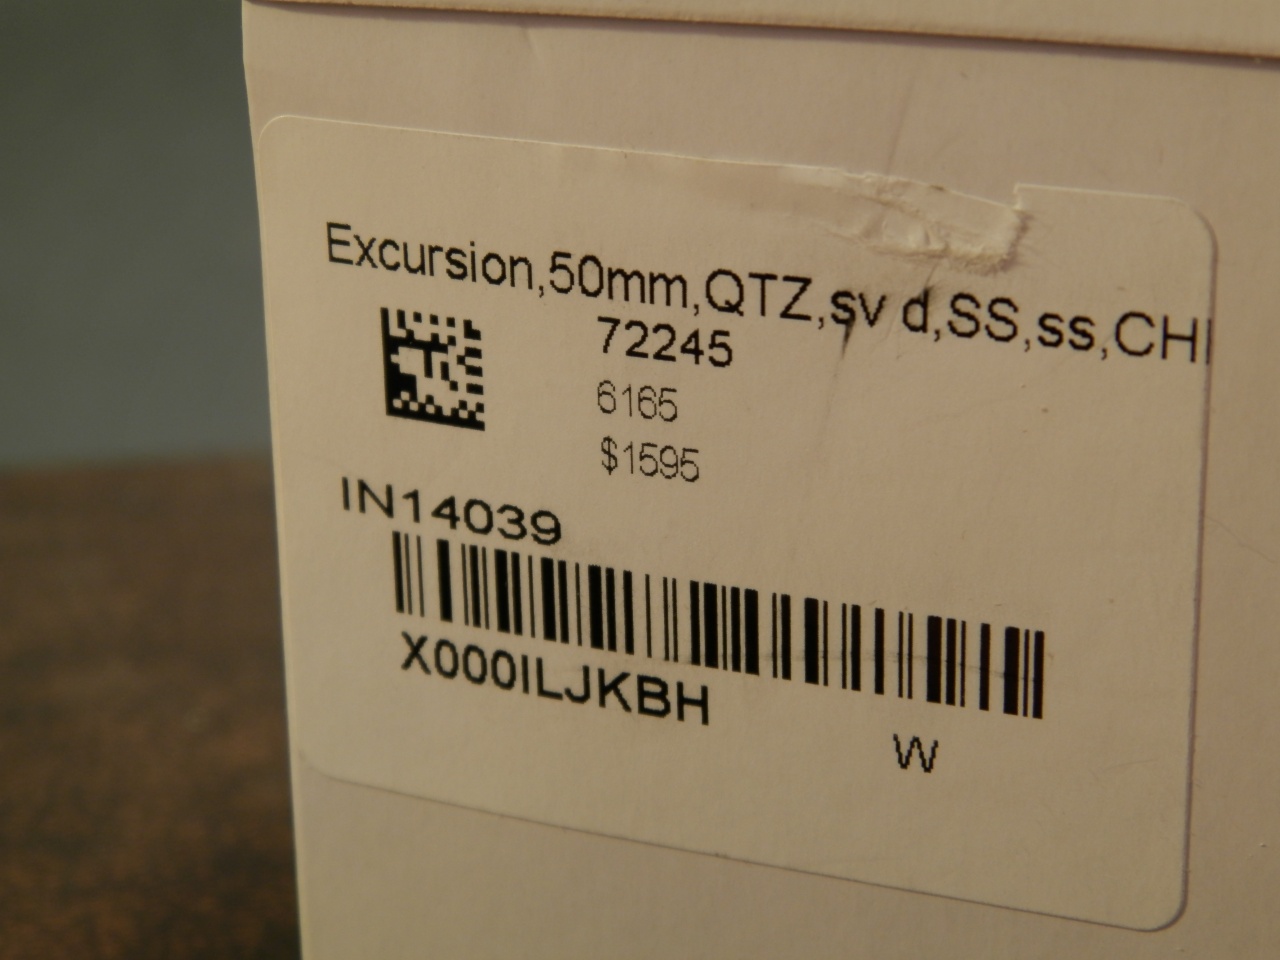 Excursion,50mm,QTZ,sv d,SS,ss,CH
72245
6165
$1595
IN14039
X000ILJKBH
W